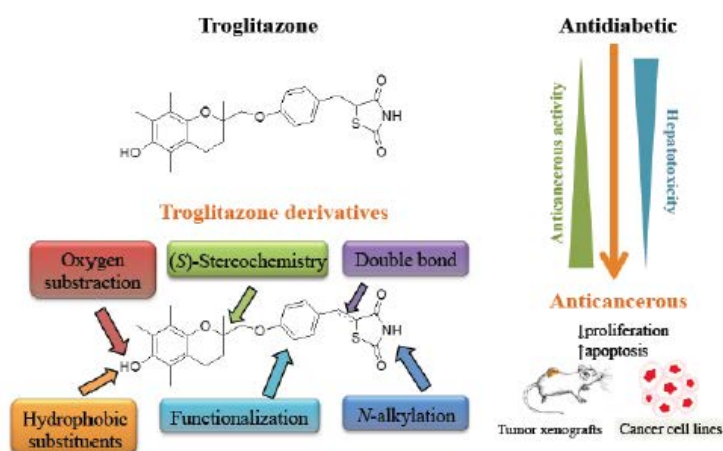 Troglitazone
O
O
O
NH
S
O
HO
Troglitazone derivatives
Oxygen
substraction
(S)-Stereochemistry
Double bond
O
O
O
NH
S
O
HO
Hydrophobic
substituents
Functionalization
N-alkylation
Antidiabetic
Anticancerous activity
Hepatotoxicity
Anticancerous
↓proliferation
↑apoptosis
Tumor xenografts
Cancer cell lines